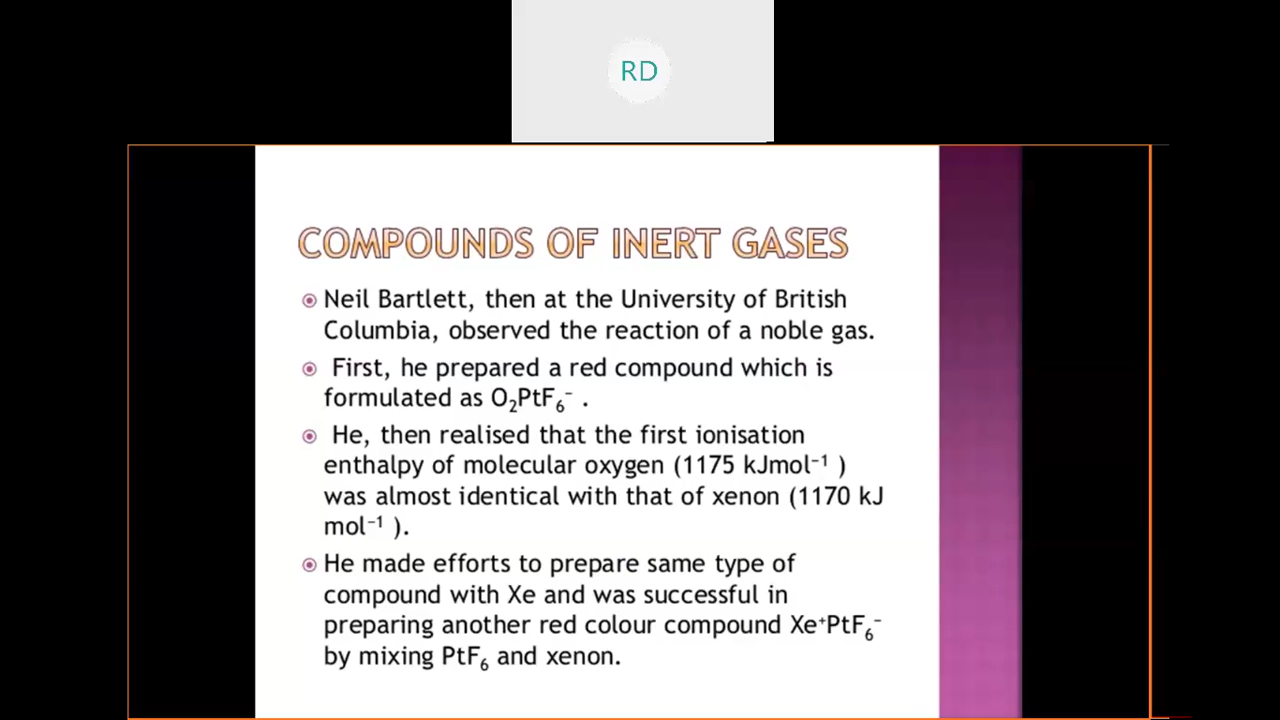 RD
COMPOUNDS OF INERT GASES
Neil Bartlett, then at the University of British
Columbia, observed the reaction of a noble gas.
First, he prepared a red compound which is
formulated as O₂PtF₆⁻ .
He, then realised that the first ionisation
enthalpy of molecular oxygen (1175 kJmol⁻¹ )
was almost identical with that of xenon (1170 kJ
mol⁻¹ ).
He made efforts to prepare same type of
compound with Xe and was successful in
preparing another red colour compound Xe⁺PtF₆⁻
by mixing PtF₆ and xenon.